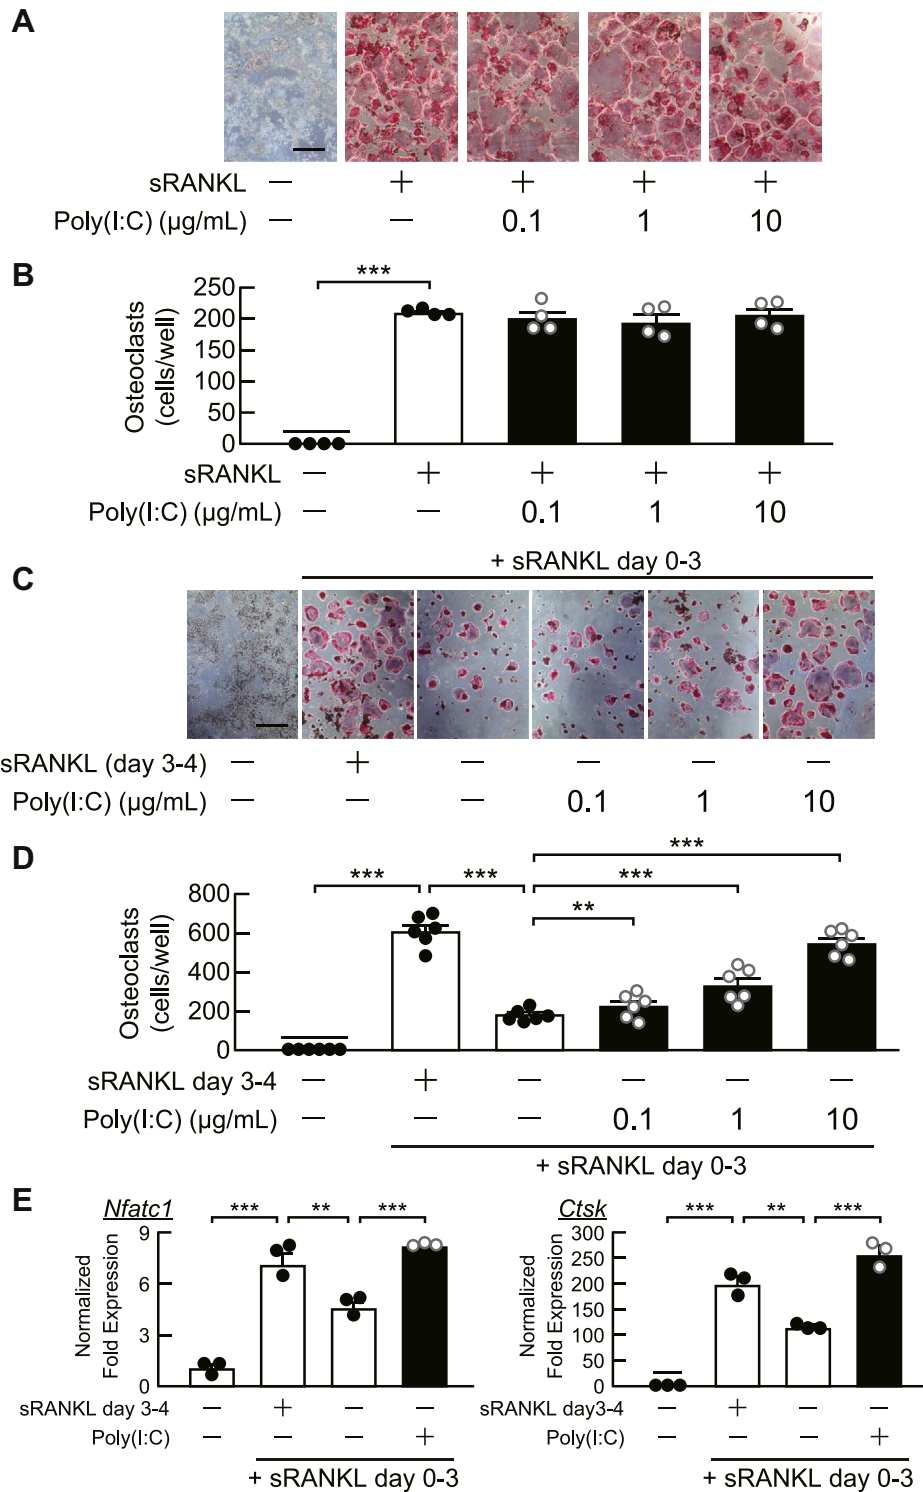 A
sRANKL — + + + +
Poly(I:C) (µg/mL) — — 0.1 1 10
B
***
Osteoclasts
(cells/well)
250
200
150
100
50
0
sRANKL — + + + +
Poly(I:C) (µg/mL) — — 0.1 1 10
+ sRANKL day 0-3
C
sRANKL (day 3-4) — + — — — —
Poly(I:C) (µg/mL) — — — 0.1 1 10
D
***
*** *** ***
**
Osteoclasts
(cells/well)
800
600
400
200
0
sRANKL day 3-4 — + — — — —
Poly(I:C) (µg/mL) — — — 0.1 1 10
+ sRANKL day 0-3
E
Nfatc1
*** ** ***
Normalized
Fold Expression
9
6
3
0
sRANKL day 3-4 — + — —
Poly(I:C) — — — +
+ sRANKL day 0-3
Ctsk
*** ** ***
Normalized
Fold Expression
300
250
200
150
100
50
0
sRANKL day3-4 — + — —
Poly(I:C) — — — +
+ sRANKL day 0-3